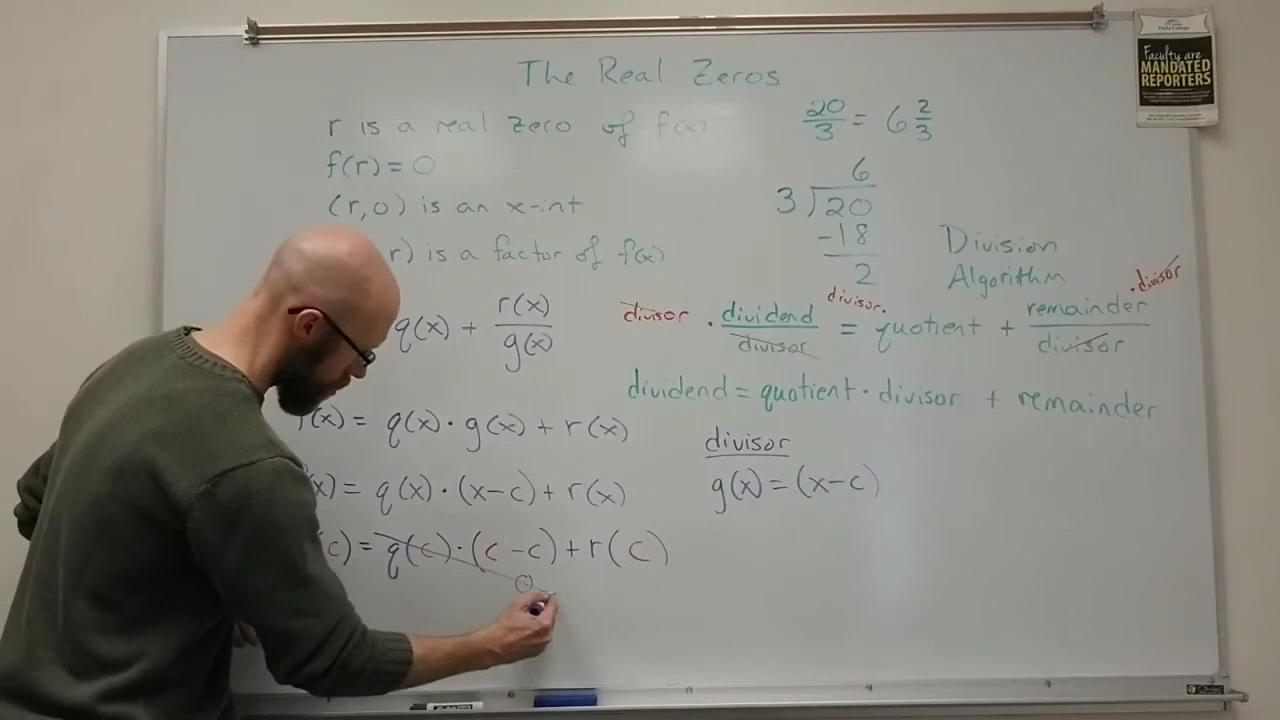 The Real Zeros
r is a real zero of f(x)
f(r) = 0
(r,0) is an x-int
r) is a factor of f(x)
q(x) + r(x)/g(x)
(x) = q(x) · g(x) + r(x)
x) = q(x) · (x-c) + r(x)
(c) = q(c) · (c-c) + r(c)
0
20/3 = 6 2/3
6
3 ) 20
-18
2
Division
Algorithm
divisor · dividend/divisor = divisor · quotient + remainder/divisor · divisor
dividend = quotient · divisor + remainder
divisor
g(x) = (x-c)
Faculty are
MANDATED
REPORTERS